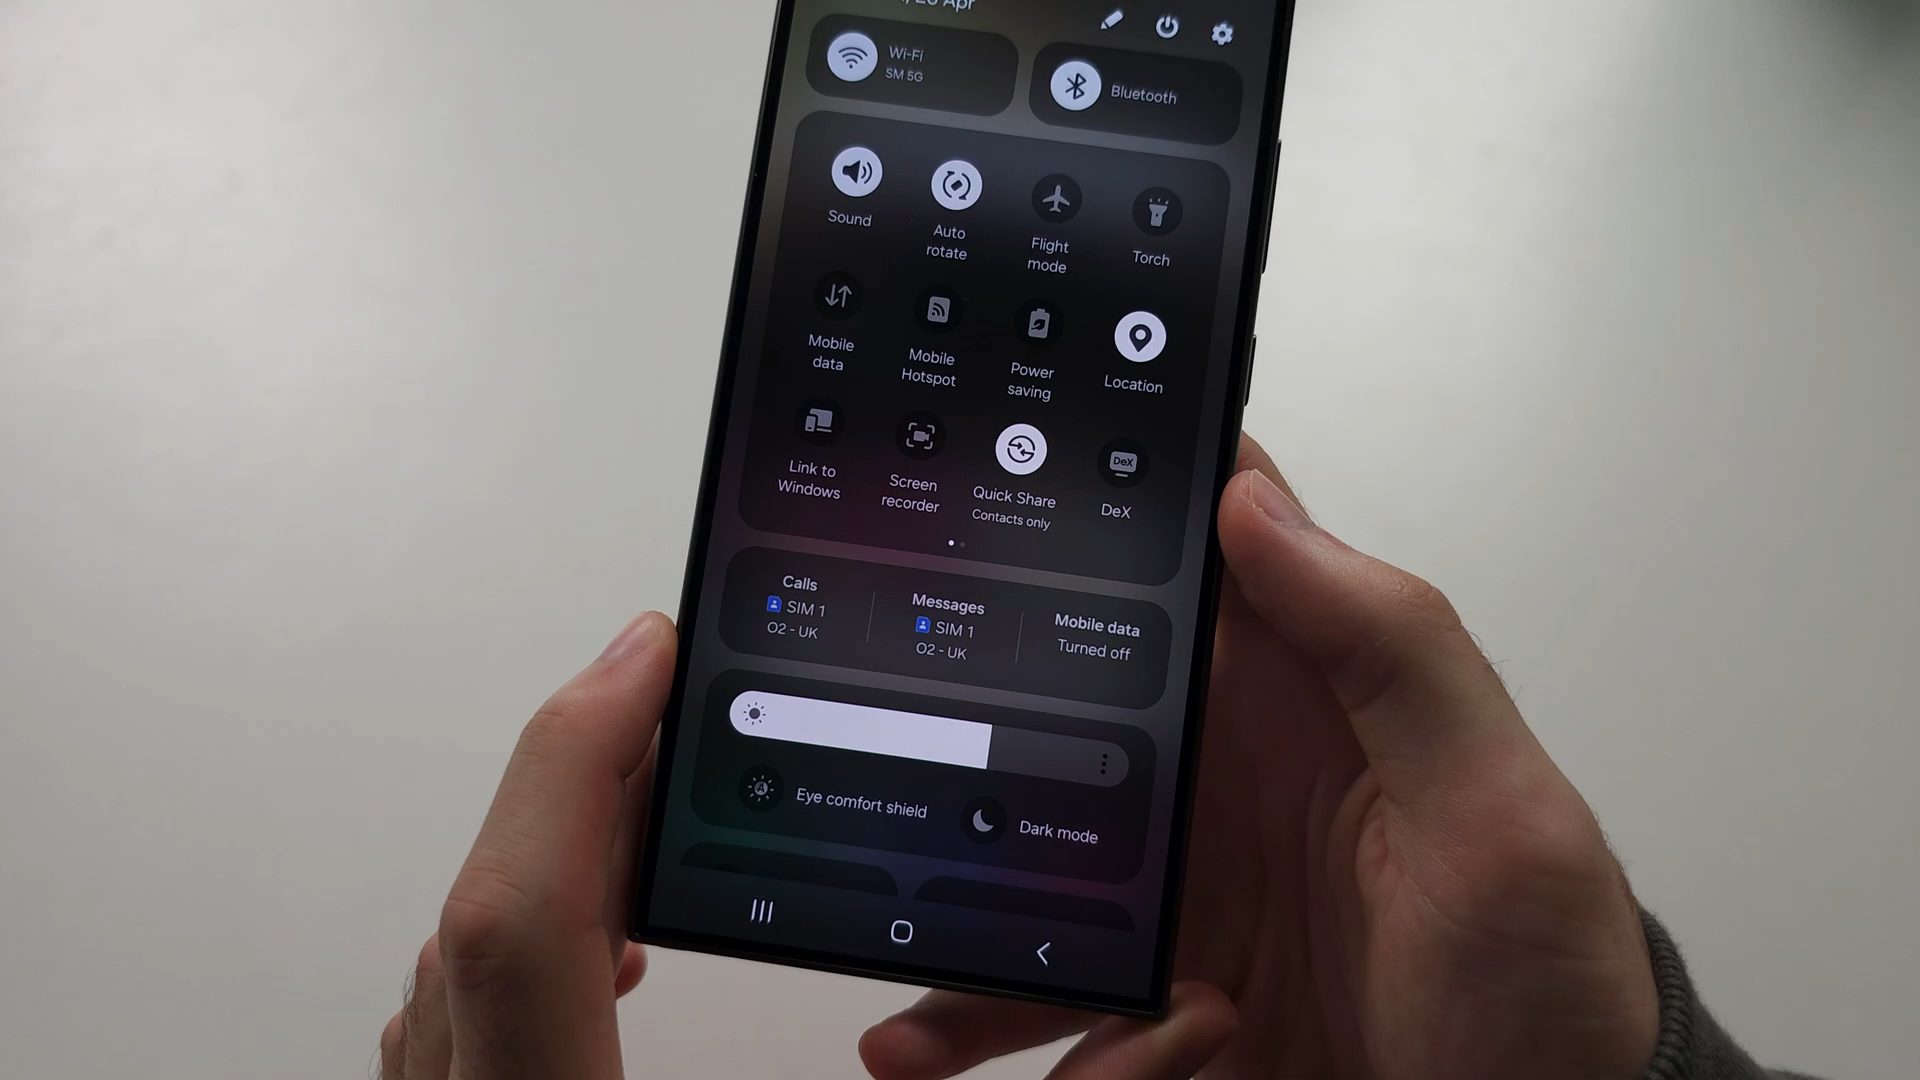 Apr
Wi-Fi
SM 5G
Bluetooth
Sound
Auto
rotate
Flight
mode
Torch
Mobile
data
Mobile
Hotspot
Power
saving
Location
Link to
Windows
Screen
recorder
Quick Share
Contacts only
DeX
DeX
Calls
SIM 1
O2 - UK
Messages
SIM 1
O2 - UK
Mobile data
Turned off
A
Eye comfort shield
Dark mode